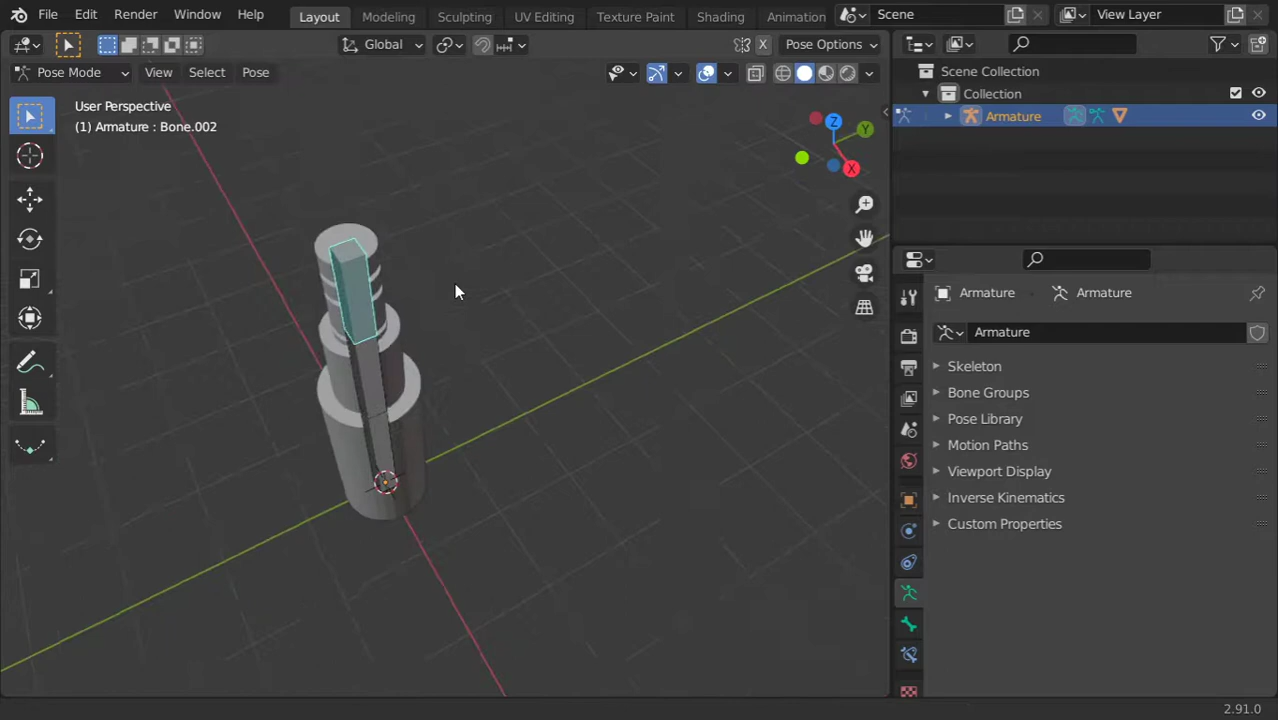 File Edit Render Window Help Layout Modeling Sculpting UV Editing Texture Paint Shading Animation Scene View Layer
Global X Pose Options
Pose Mode View Select Pose
Scene Collection
Collection
Armature
User Perspective
(1) Armature : Bone.002
Z
Y
X
Armature Armature
Armature
Skeleton
Bone Groups
Pose Library
Motion Paths
Viewport Display
Inverse Kinematics
Custom Properties
2.91.0